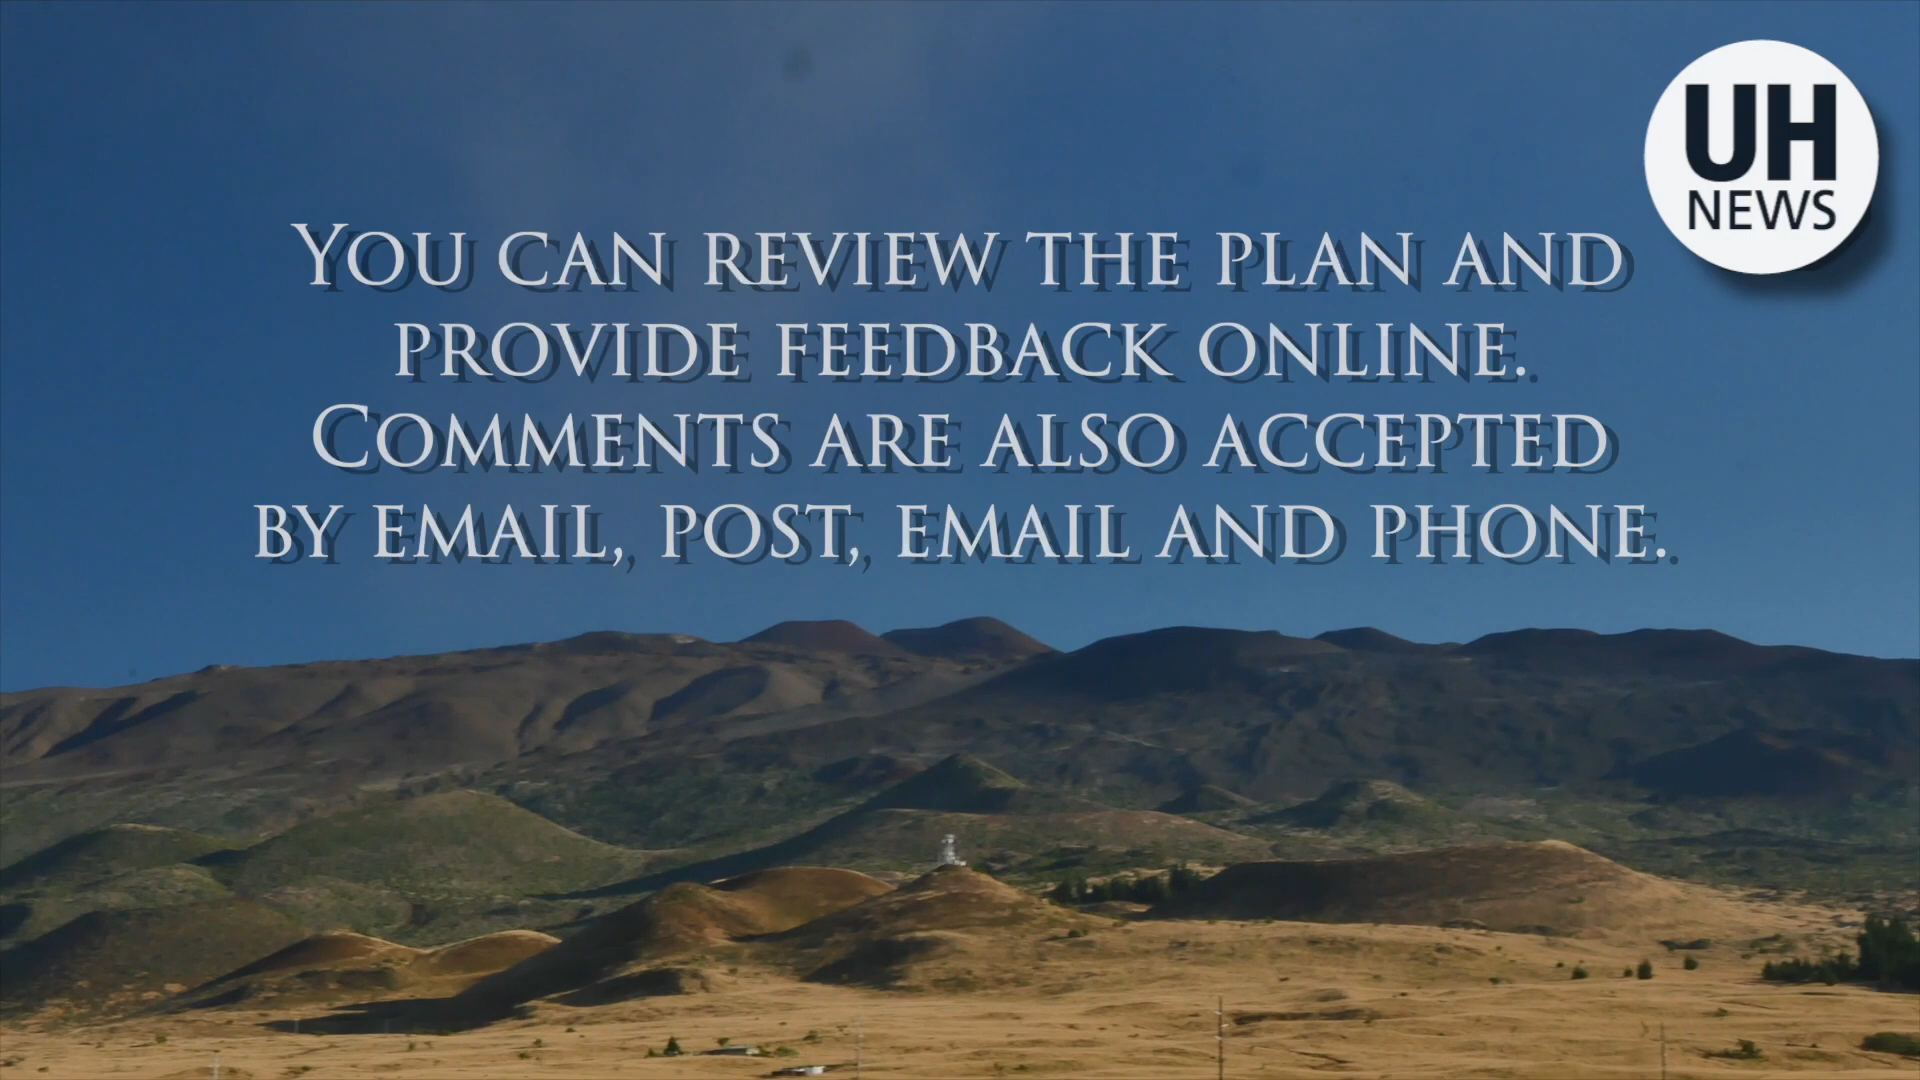 UH
NEWS
You can review the plan and
provide feedback online.
Comments are also accepted
by email, post, email and phone.